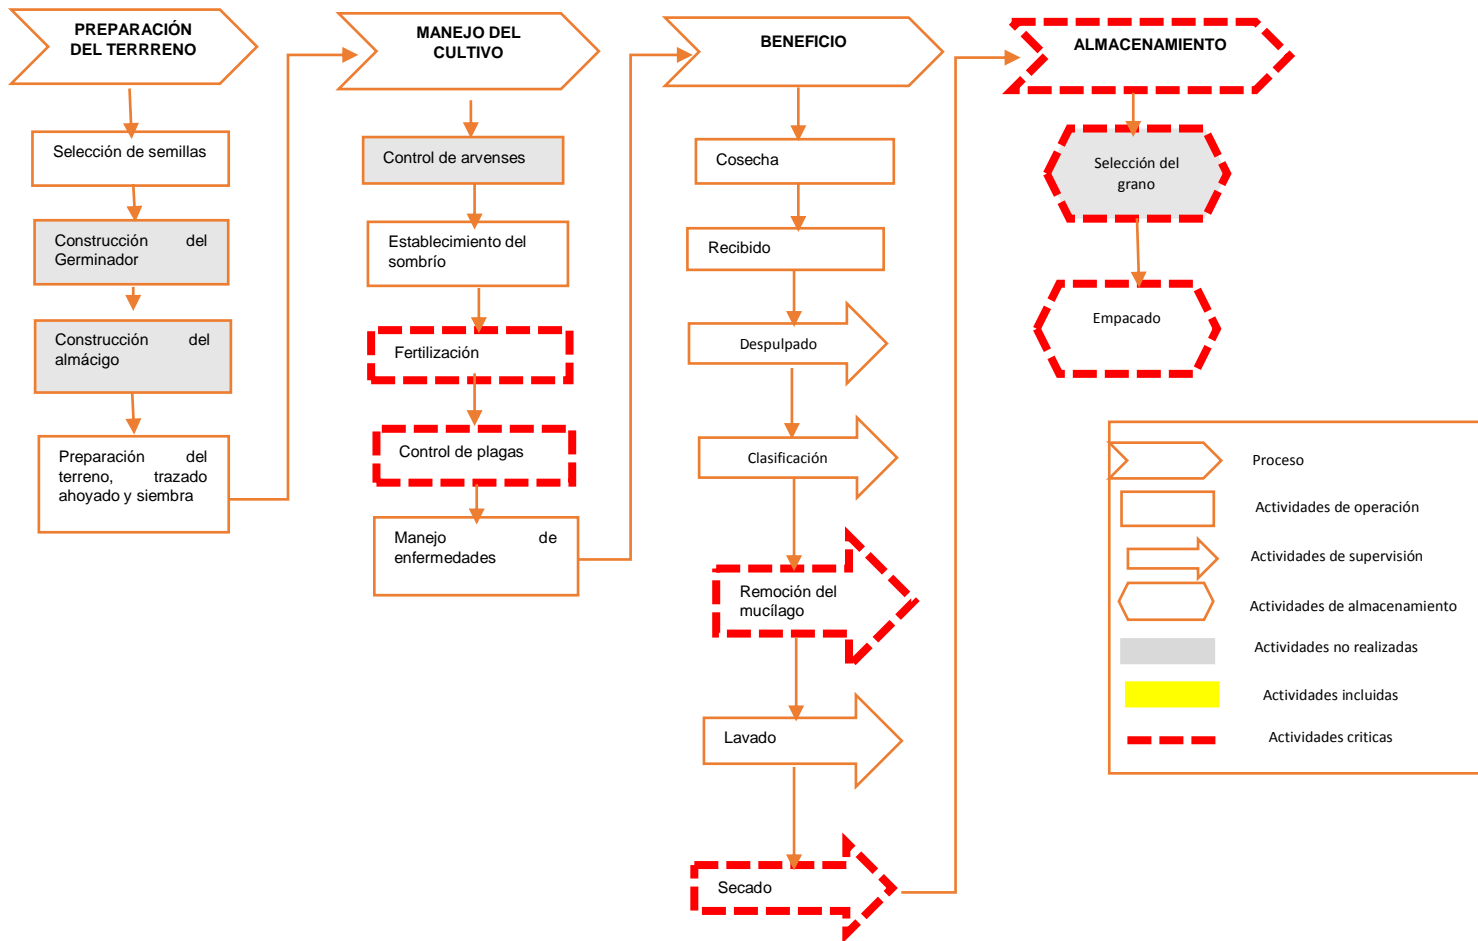 PREPARACIÓN
DEL TERRRENO
Selección de semillas
Construcción del
Germinador
Construcción del
almácigo
Preparación del
terreno, trazado
ahoyado y siembra
MANEJO DEL
CULTIVO
Control de arvenses
Establecimiento del
sombrío
Fertilización
Control de plagas
Manejo de
enfermedades
BENEFICIO
Cosecha
Recibido
Despulpado
Clasificación
Remoción del
mucílago
Lavado
Secado
ALMACENAMIENTO
Selección del
grano
Empacado
Proceso
Actividades de operación
Actividades de supervisión
Actividades de almacenamiento
Actividades no realizadas
Actividades incluidas
Actividades criticas